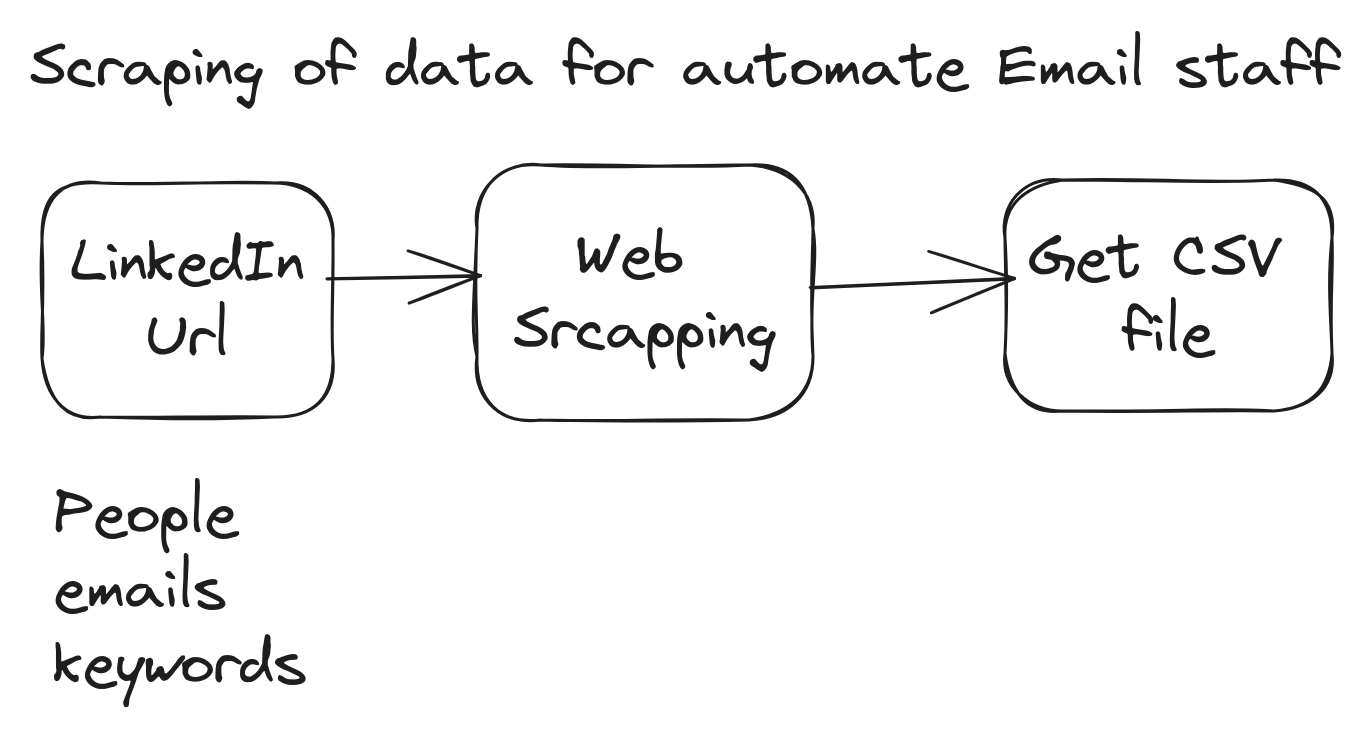 Scraping of data for automate Email staff
LinkedIn
Url
Web
Srcapping
Get CSV
file
People
emails
keywords